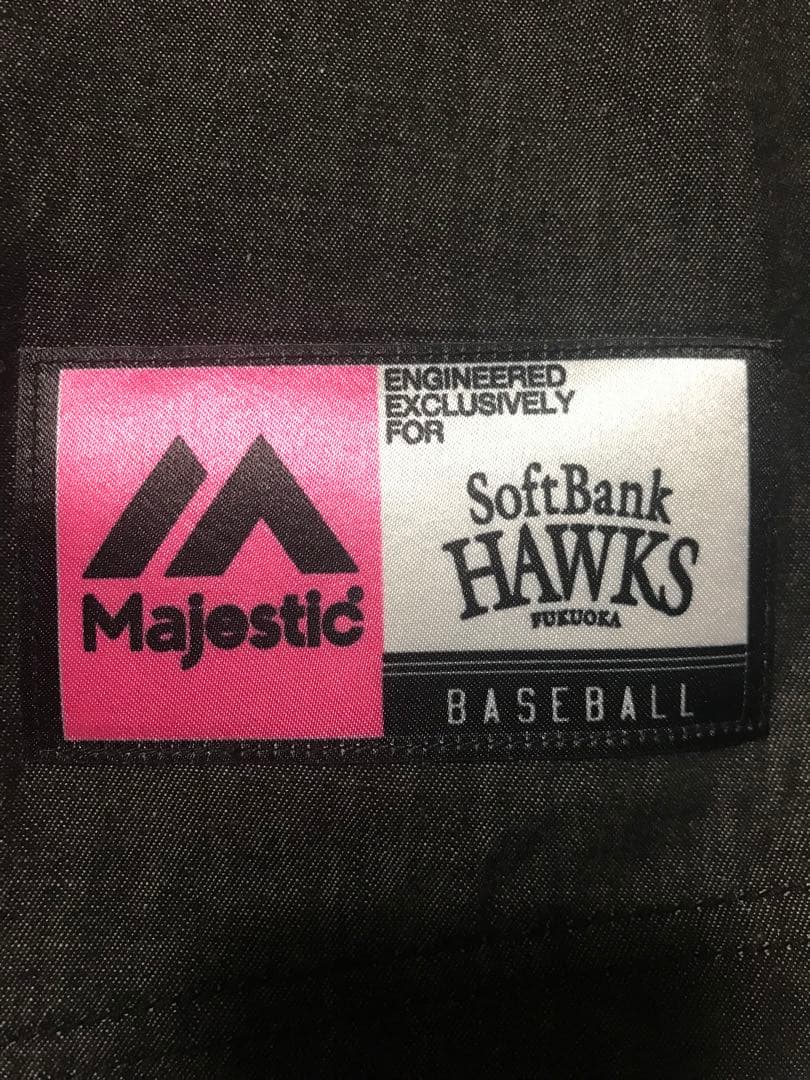 Majestic
ENGINEERED
EXCLUSIVELY
FOR
SoftBank
HAWKS
FUKUOKA
BASEBALL